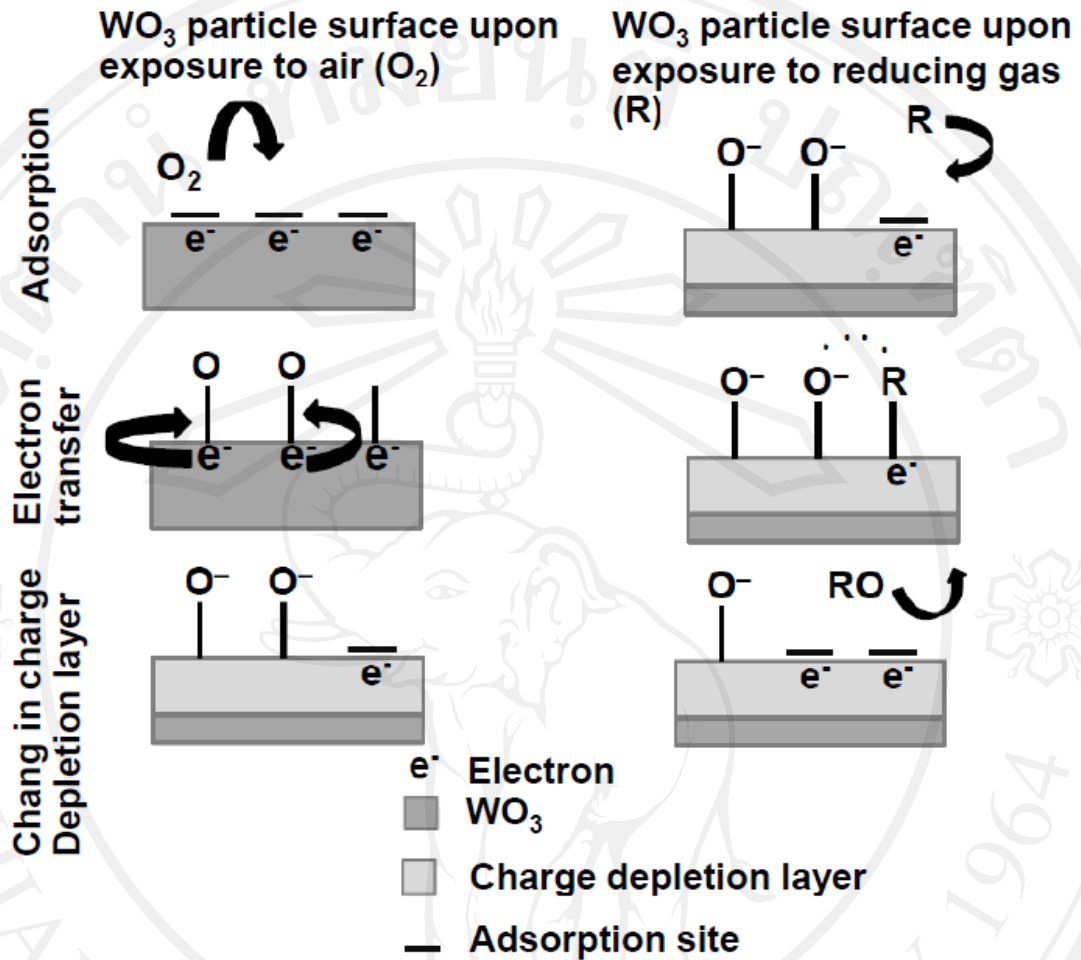 WO₃ particle surface upon
exposure to air (O₂)
WO₃ particle surface upon
exposure to reducing gas
(R)
Adsorption
O₂
e⁻ e⁻ e⁻
R
O⁻ O⁻
e⁻
Electron
transfer
O O
e⁻ e⁻ e⁻
O⁻ O⁻ R
e⁻
Chang in charge
Depletion layer
O⁻ O⁻
e⁻
O⁻ RO
e⁻ e⁻
e⁻ Electron
WO₃
Charge depletion layer
Adsorption site
1964